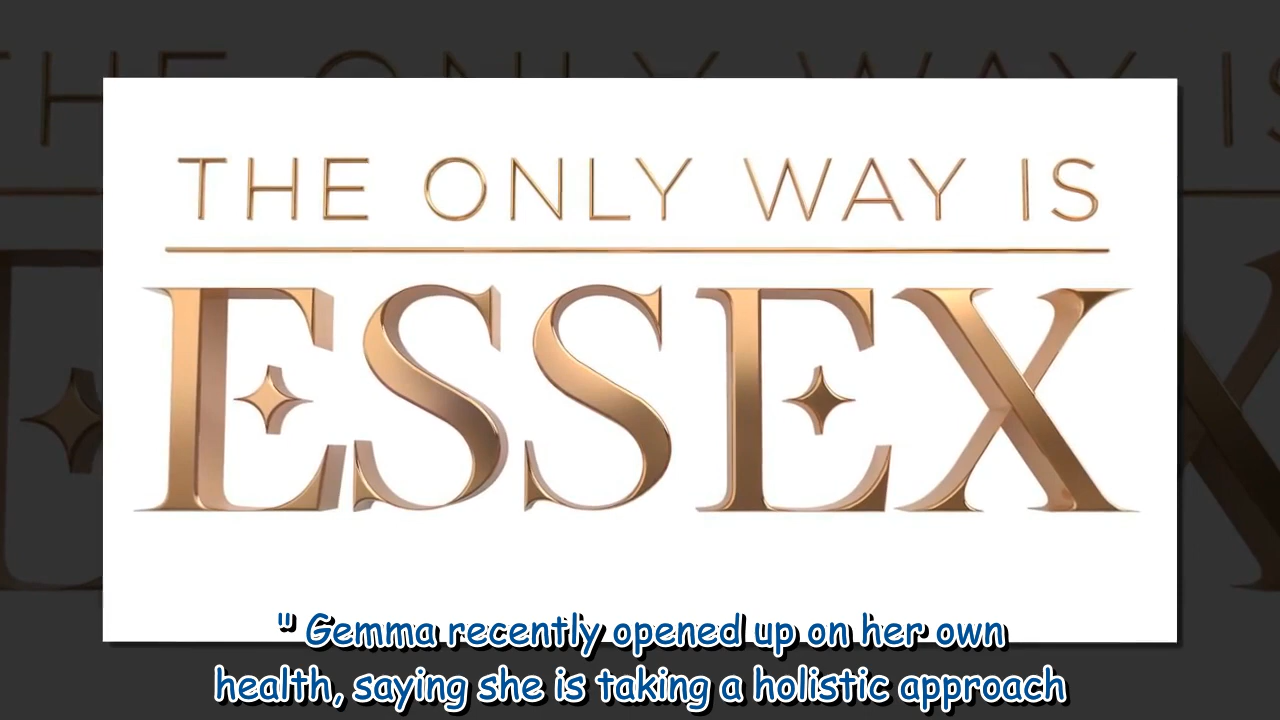 THE ONLY WAY IS
ESSEX
" Gemma recently opened up on her own
health, saying she is taking a holistic approach